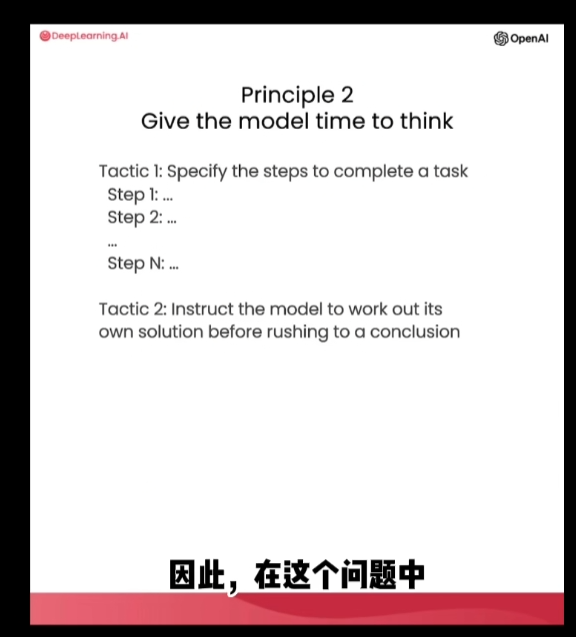 DeepLearning.AI
OpenAI
Principle 2
Give the model time to think
Tactic 1: Specify the steps to complete a task
Step 1: ...
Step 2: ...
...
Step N: ...
Tactic 2: Instruct the model to work out its
own solution before rushing to a conclusion
因此，在这个问题中